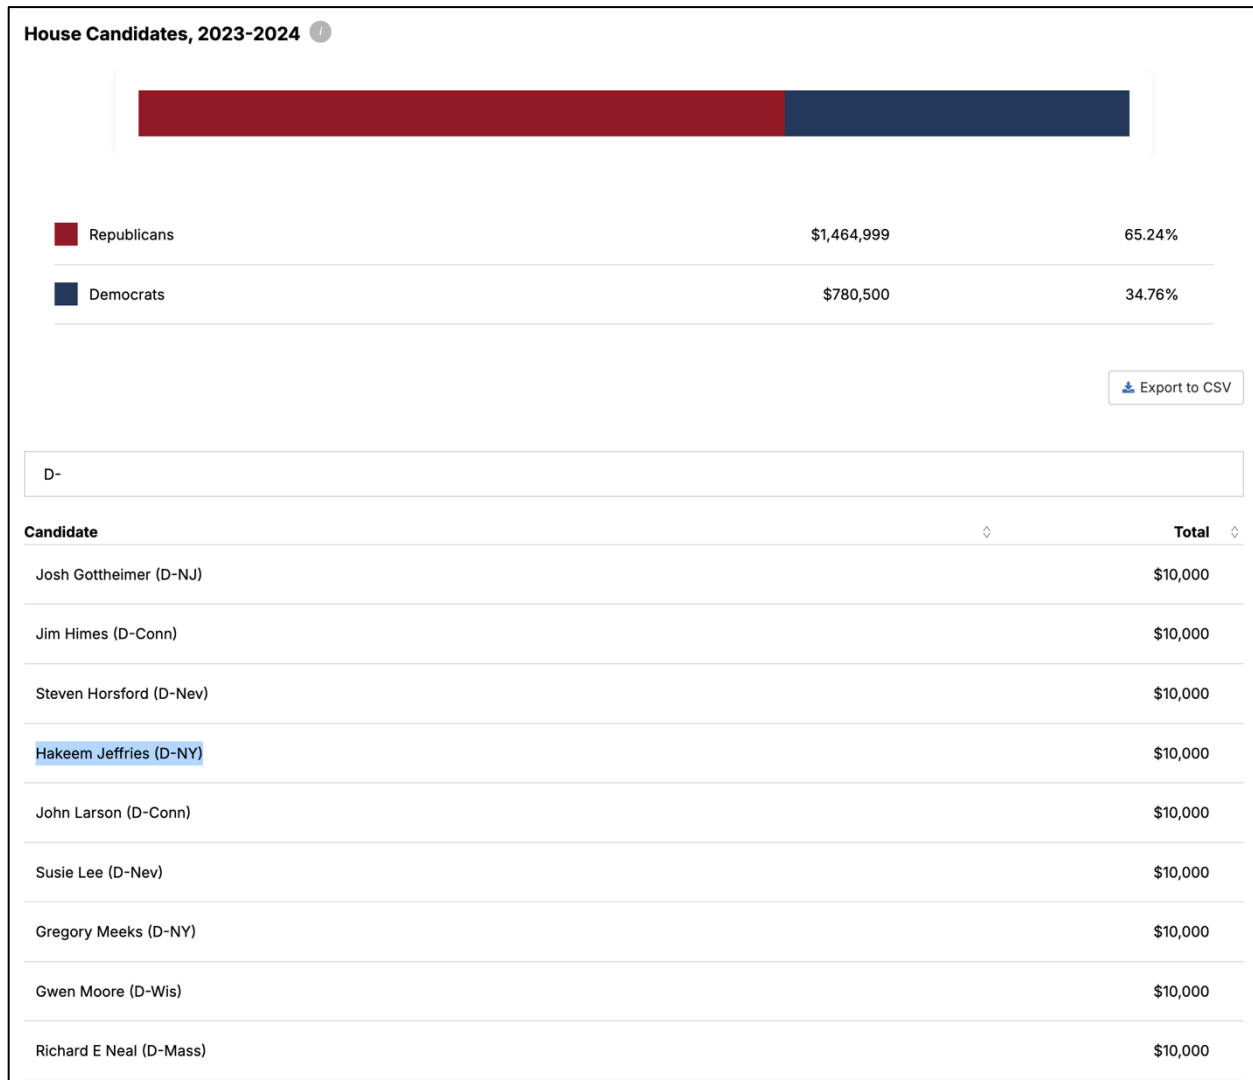 House Candidates, 2023-2024 i
Republicans $1,464,999 65.24%
Democrats $780,500 34.76%
Export to CSV
D-
Candidate Total
Josh Gottheimer (D-NJ) $10,000
Jim Himes (D-Conn) $10,000
Steven Horsford (D-Nev) $10,000
Hakeem Jeffries (D-NY) $10,000
John Larson (D-Conn) $10,000
Susie Lee (D-Nev) $10,000
Gregory Meeks (D-NY) $10,000
Gwen Moore (D-Wis) $10,000
Richard E Neal (D-Mass) $10,000